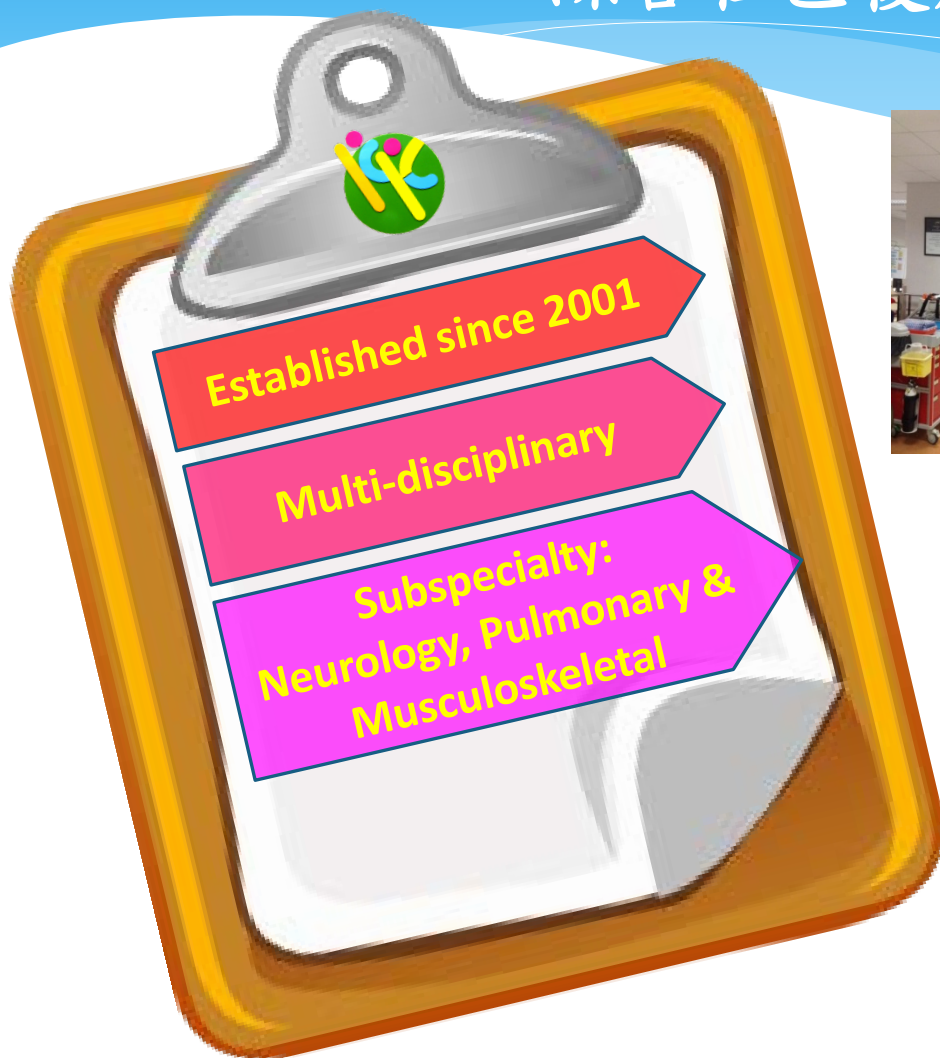 Established since 2001
Multi-disciplinary
Subspecialty:
Neurology, Pulmonary &
Musculoskeletal